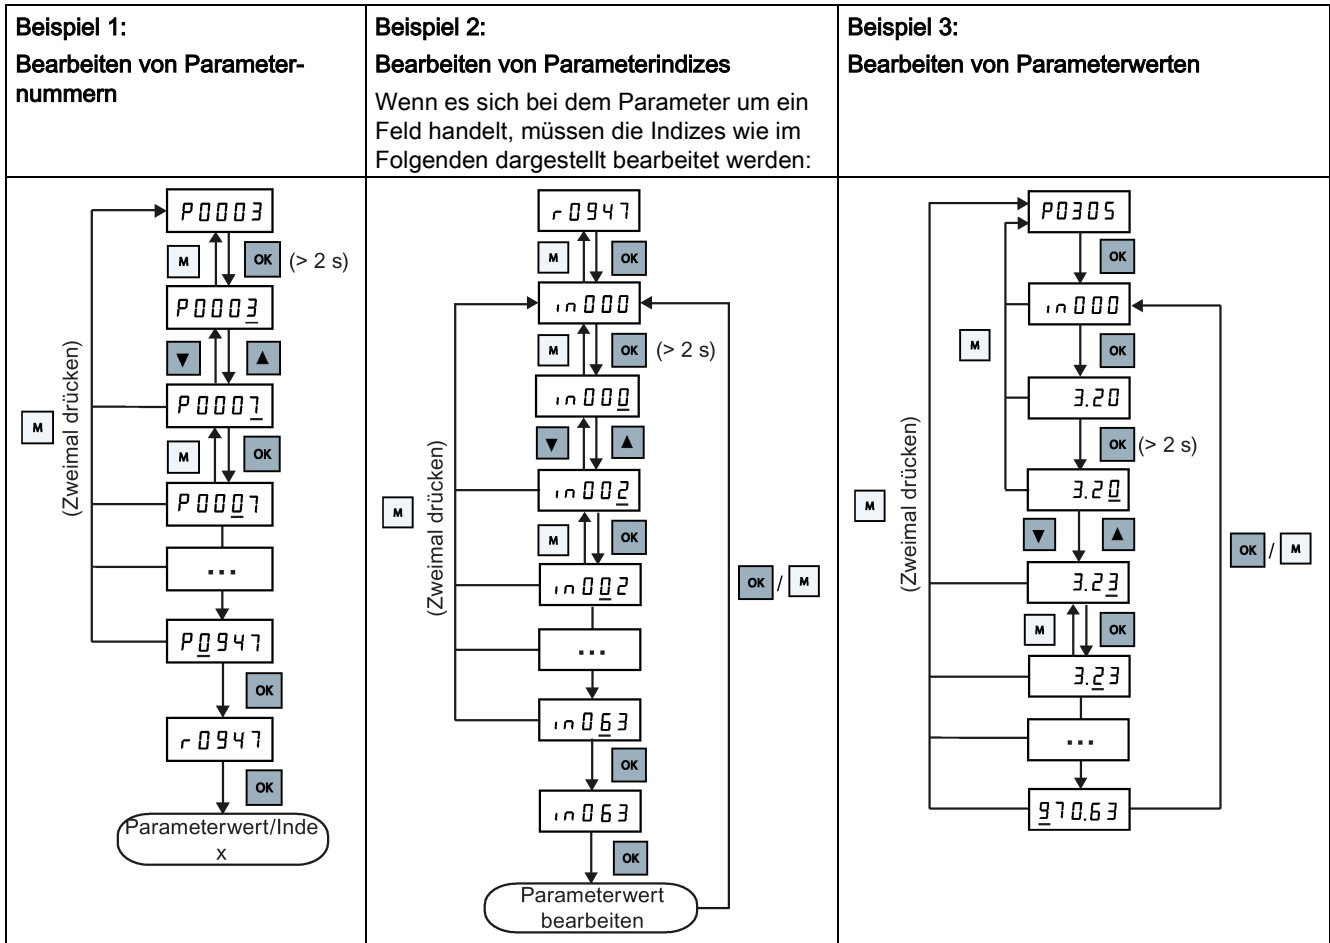 Beispiel 1:
Bearbeiten von Parameter-
nummern
Beispiel 2:
Bearbeiten von Parameterindizes
Wenn es sich bei dem Parameter um ein
Feld handelt, müssen die Indizes wie im
Folgenden dargestellt bearbeitet werden:
Beispiel 3:
Bearbeiten von Parameterwerten
P0003
M
OK (> 2 s)
P0003
▼ ▲
P0007
M
(Zweimal drücken)
M
OK
P0007
...
P0947
OK
r0947
OK
Parameterwert/Inde
x
r0947
M
OK
in000
M
OK (> 2 s)
in000
▼ ▲
in002
M
(Zweimal drücken)
M
OK
in002
OK / M
...
in063
OK
in063
OK
Parameterwert
bearbeiten
P0305
OK
in000
M
OK
3.20
OK (> 2 s)
3.20
M
(Zweimal drücken)
▼ ▲
OK / M
3.23
M
OK
3.23
...
970.63